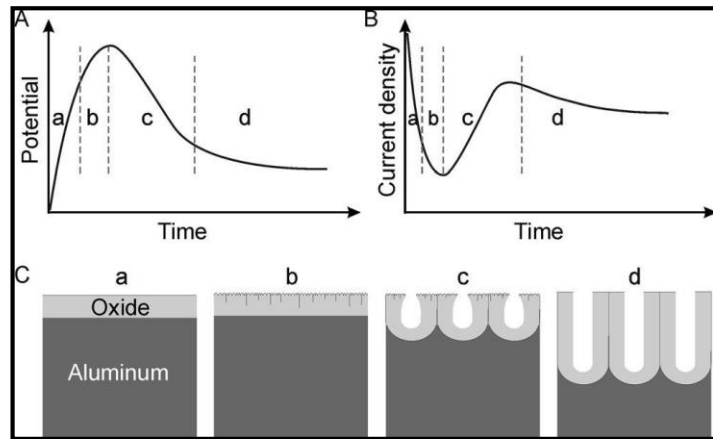 A
Potential
a
b
c
d
Time
B
Current density
a
b
c
d
Time
C
a
b
c
d
Oxide
Aluminum